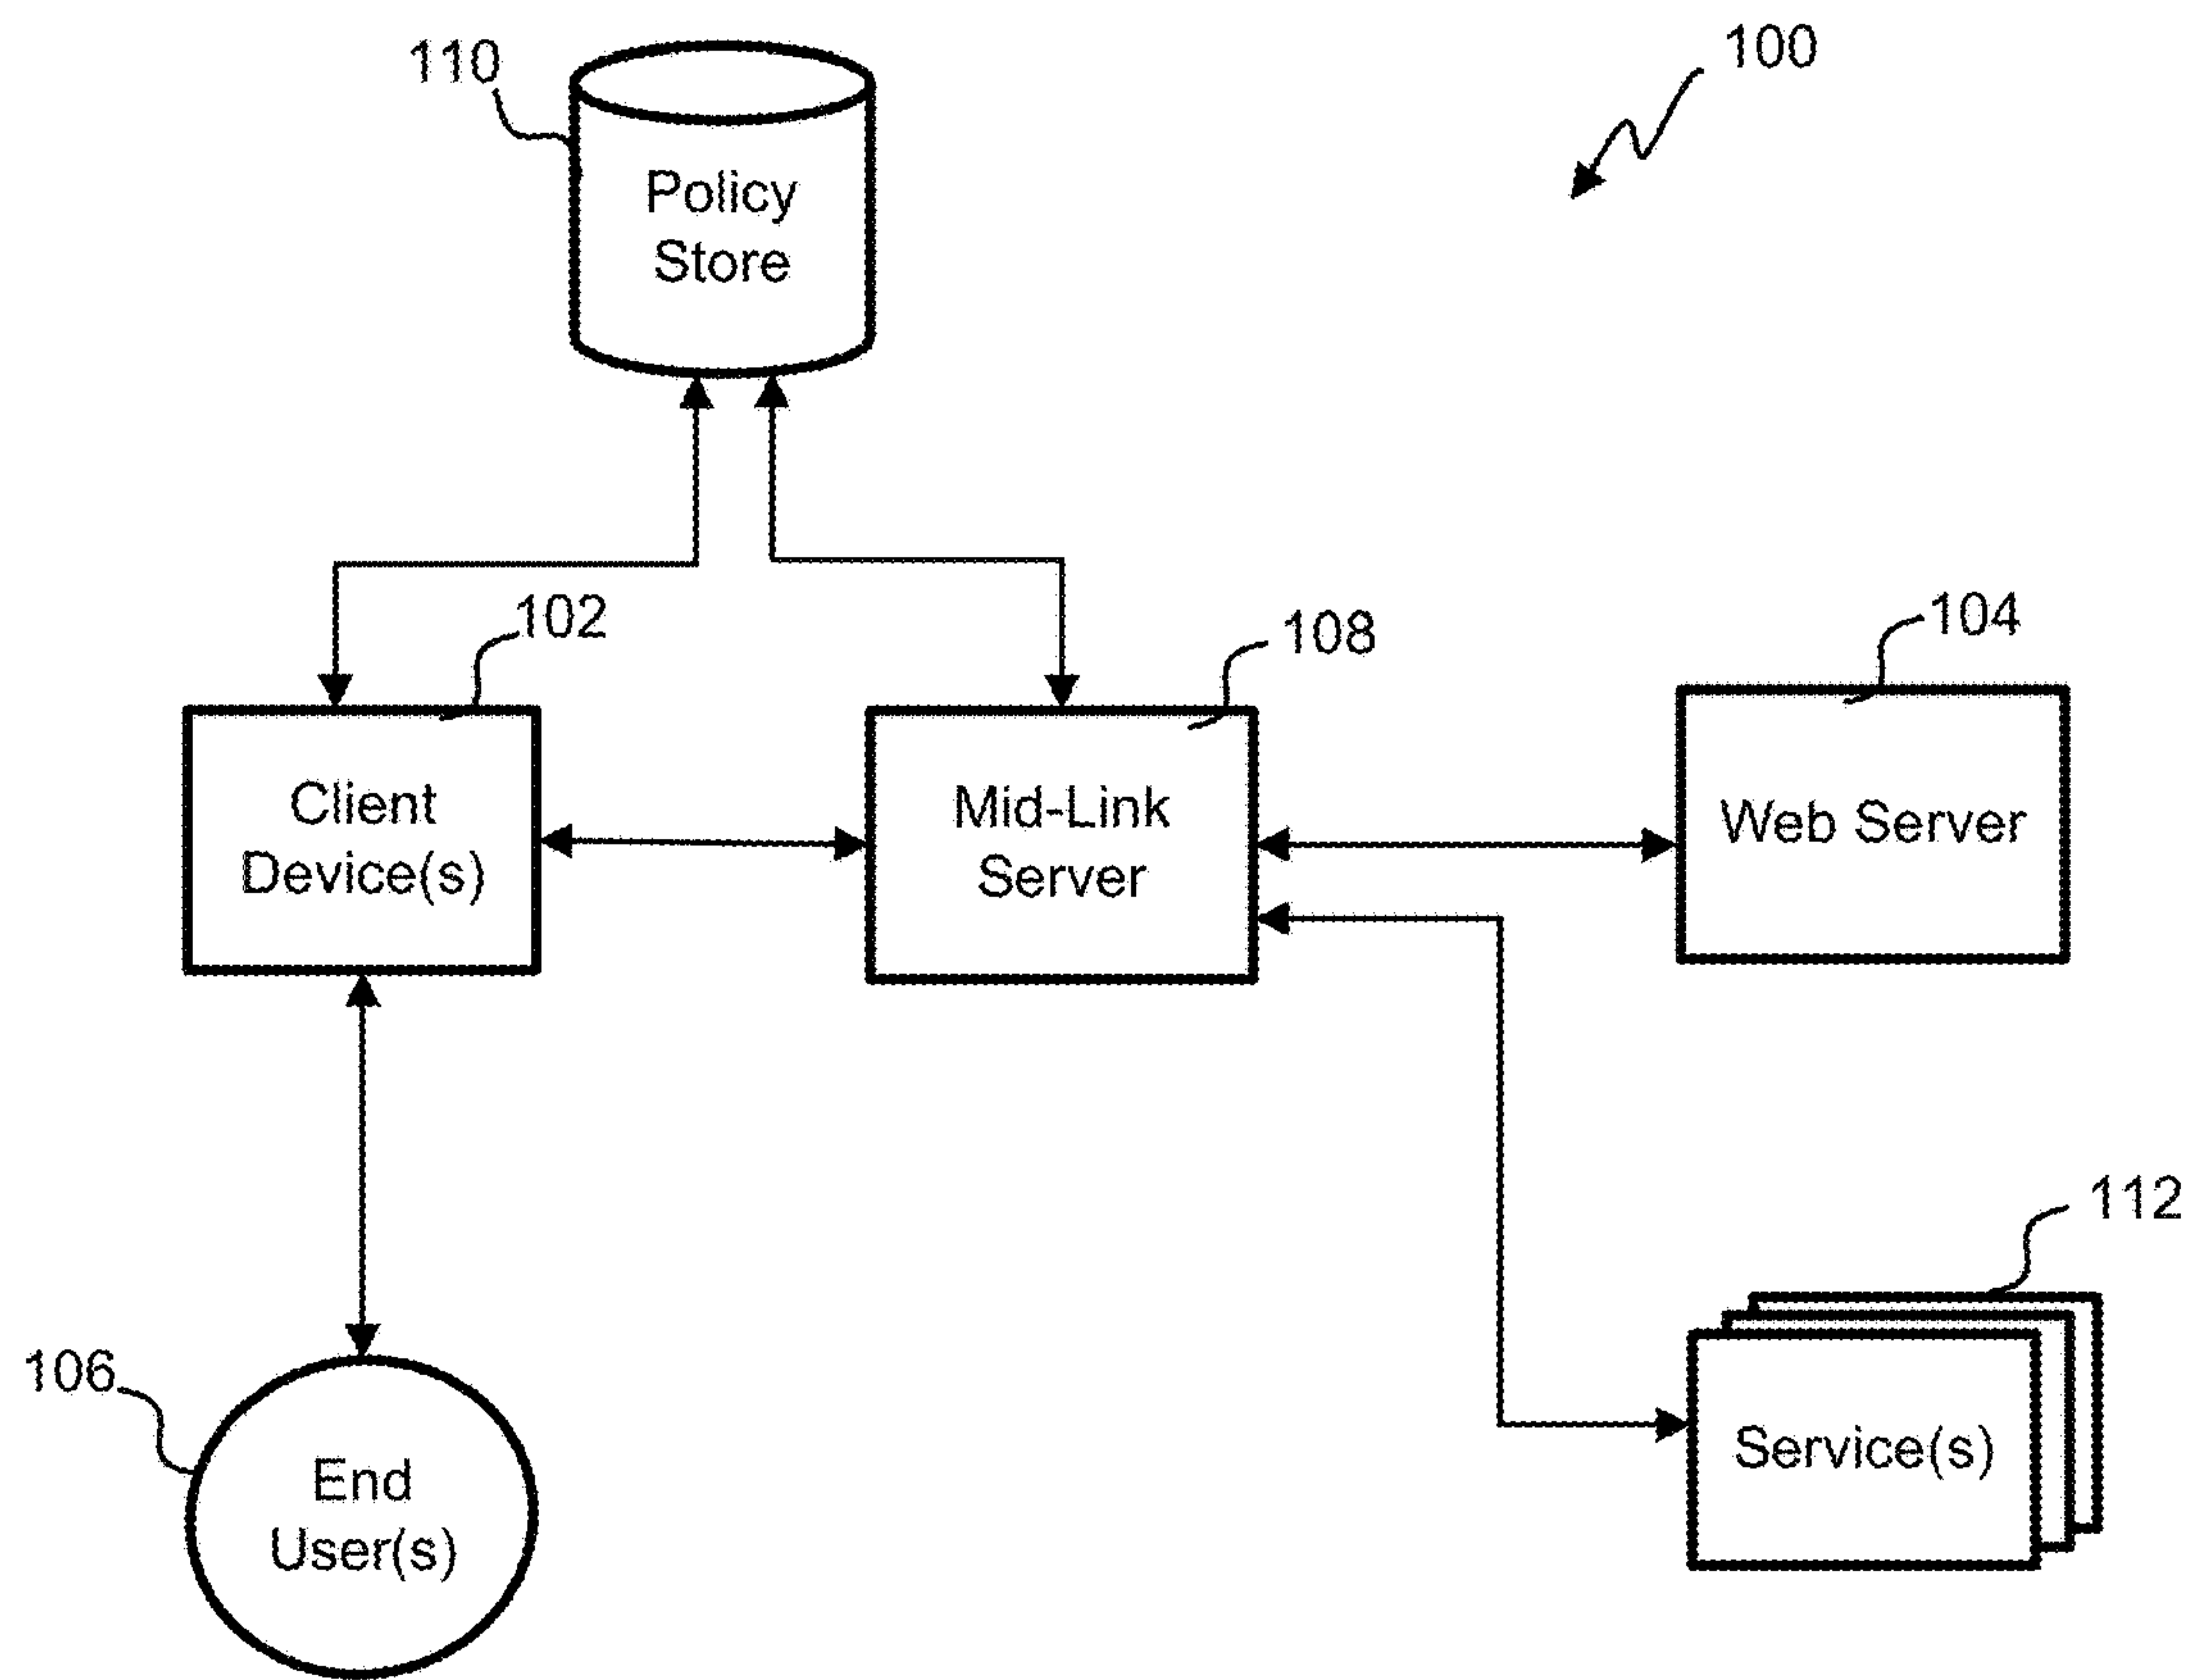 110
100
Policy
Store
102
108
104
Client
Device(s)
Mid-Link
Server
Web Server
112
106
End
User(s)
Service(s)